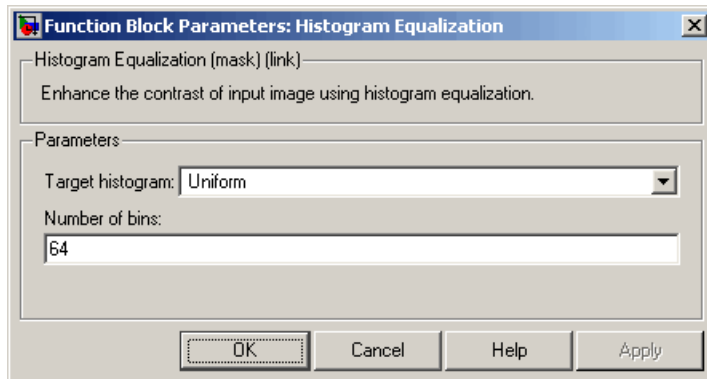 Function Block Parameters: Histogram Equalization
Histogram Equalization (mask) (link)
Enhance the contrast of input image using histogram equalization.
Parameters
Target histogram: Uniform
Number of bins:
64
OK Cancel Help Apply